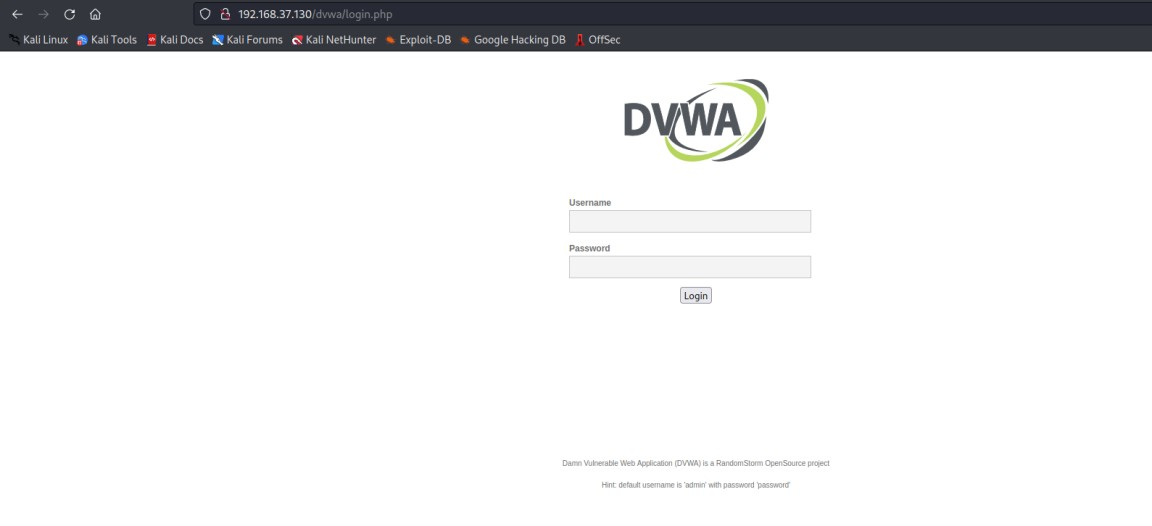 192.168.37.130/dvwa/login.php
Kali Linux Kali Tools Kali Docs Kali Forums Kali NetHunter Exploit-DB Google Hacking DB OffSec
DVWA
Username
Password
Login
Damn Vulnerable Web Application (DVWA) is a RandomStorm OpenSource project
Hint: default username is 'admin' with password 'password'